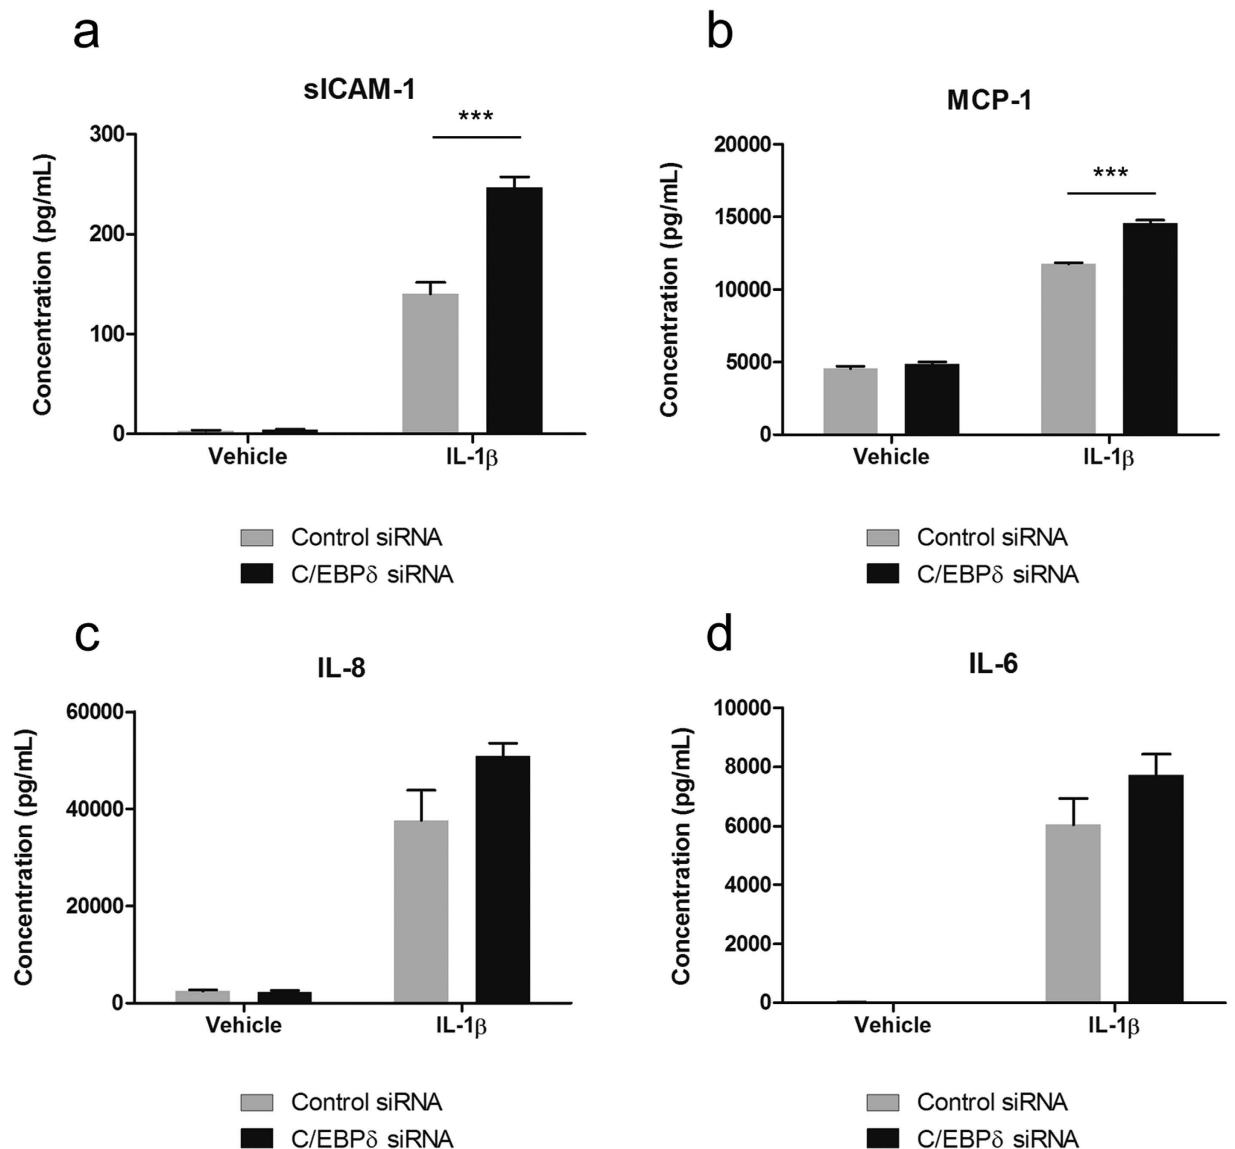 a
sICAM-1
***
Concentration (pg/mL)
300
200
100
0
Vehicle
IL-1β
Control siRNA
C/EBPδ siRNA
b
MCP-1
***
Concentration (pg/mL)
20000
15000
10000
5000
0
Vehicle
IL-1β
Control siRNA
C/EBPδ siRNA
c
IL-8
Concentration (pg/mL)
60000
40000
20000
0
Vehicle
IL-1β
Control siRNA
C/EBPδ siRNA
d
IL-6
Concentration (pg/mL)
10000
8000
6000
4000
2000
0
Vehicle
IL-1β
Control siRNA
C/EBPδ siRNA